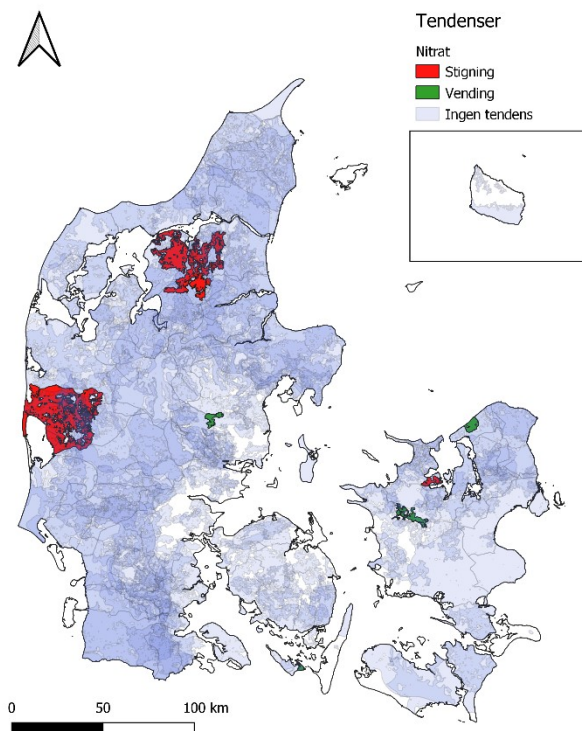 Tendenser
Nitrat
Stigning
Vending
Ingen tendens
0 50 100 km